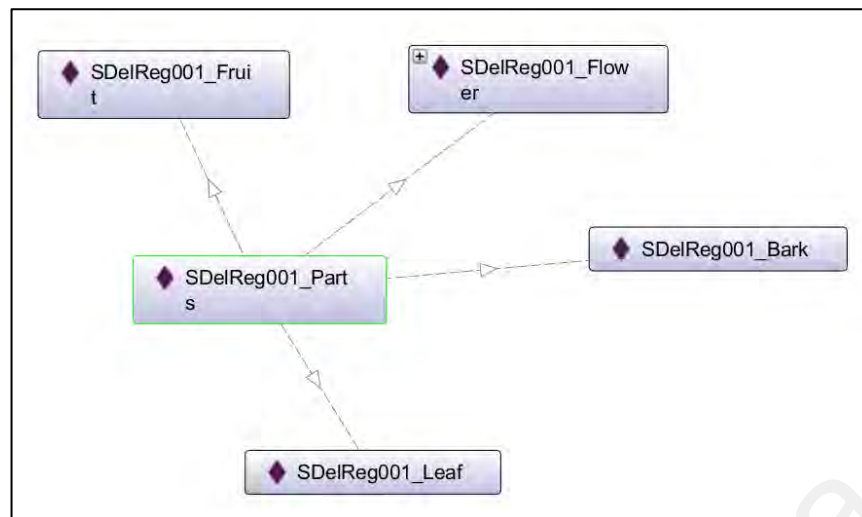 SDelReg001_Frui
t
SDelReg001_Flow
er
SDelReg001_Bark
SDelReg001_Part
s
SDelReg001_Leaf